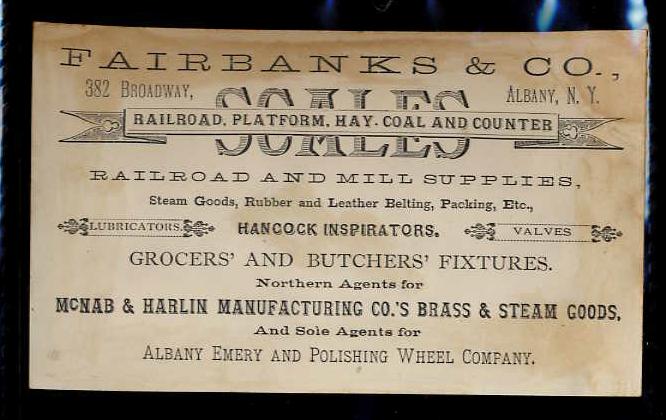 FAIRBANKS & CO.,
382 BROADWAY,
ALBANY, N. Y.
SCALES
RAILROAD, PLATFORM, HAY, COAL AND COUNTER
RAILROAD AND MILL SUPPLIES,
Steam Goods, Rubber and Leather Belting, Packing, Etc.,
LUBRICATORS. HANCOCK INSPIRATORS. VALVES
GROCERS' AND BUTCHERS' FIXTURES.
Northern Agents for
MCNAB & HARLIN MANUFACTURING CO.'S BRASS & STEAM GOODS,
And Sole Agents for
ALBANY EMERY AND POLISHING WHEEL COMPANY.